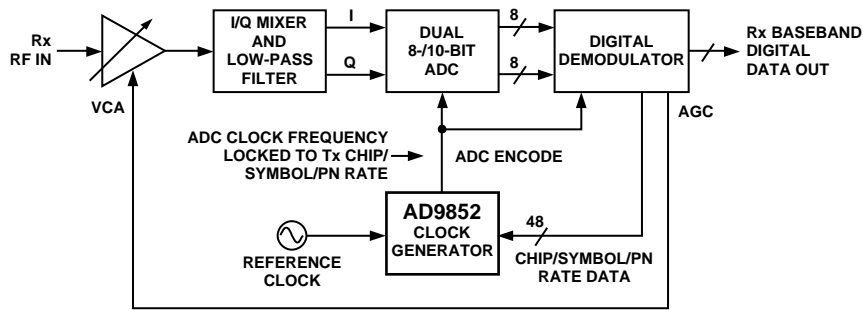 Rx
RF IN
VCA
I/Q MIXER
AND
LOW-PASS
FILTER
I
Q
DUAL
8-/10-BIT
ADC
8
8
DIGITAL
DEMODULATOR
Rx BASEBAND
DIGITAL
DATA OUT
AGC
ADC CLOCK FREQUENCY
LOCKED TO Tx CHIP/
SYMBOL/PN RATE
ADC ENCODE
AD9852
CLOCK
GENERATOR
48
CHIP/SYMBOL/PN
RATE DATA
REFERENCE
CLOCK